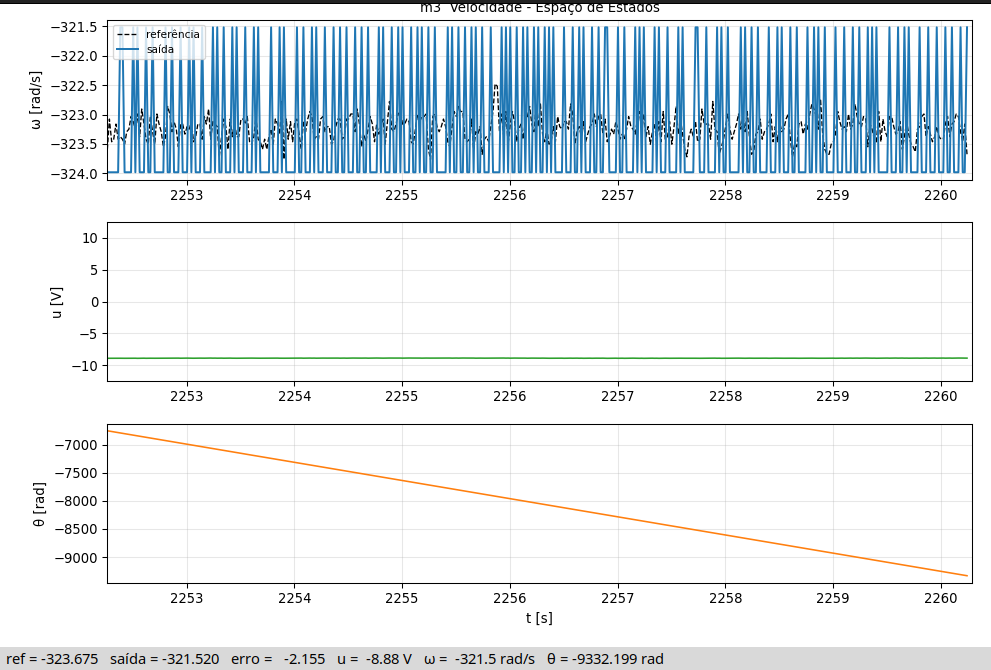 m3 Velocidade - Espaço de Estados
−321.5
−322.0
−322.5
−323.0
−323.5
−324.0
ω [rad/s]
referência
saída
2253 2254 2255 2256 2257 2258 2259 2260
10
5
0
−5
−10
u [V]
2253 2254 2255 2256 2257 2258 2259 2260
−7000
−7500
−8000
−8500
−9000
θ [rad]
2253 2254 2255 2256 2257 2258 2259 2260
t [s]
ref = -323.675 saída = -321.520 erro = -2.155 u = -8.88 V ω = -321.5 rad/s θ = -9332.199 rad